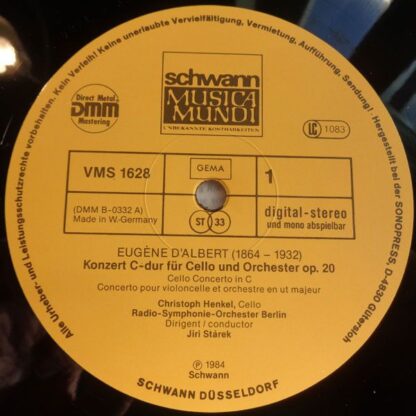 Alle Urheber- und Leistungsschutzrechte vorbehalten. Kein Verleih! Keine unerlaubte Vervielfältigung, Vermietung, Aufführung, Sendung! Hergestellt bei der SONOPRESS D-4830 Gütersloh
schwann
MUSICA
MUNDI
UNBEKANNTE KOSTBARKEITEN
Direct Metal
DMM
Mastering
LC 1083
VMS 1628
GEMA
1
(DMM B-0332 A)
Made in W.Germany
ST 33
digital-stereo
und mono abspielbar
EUGÈNE D'ALBERT (1864 – 1932)
Konzert C-dur für Cello und Orchester op. 20
Cello Concerto in C
Concerto pour violoncelle et orchestre en ut majeur
Christoph Henkel, Cello
Radio-Symphonie-Orchester Berlin
Dirigent / conductor
Jiri Stárek
Ⓟ 1984
Schwann
SCHWANN DÜSSELDORF